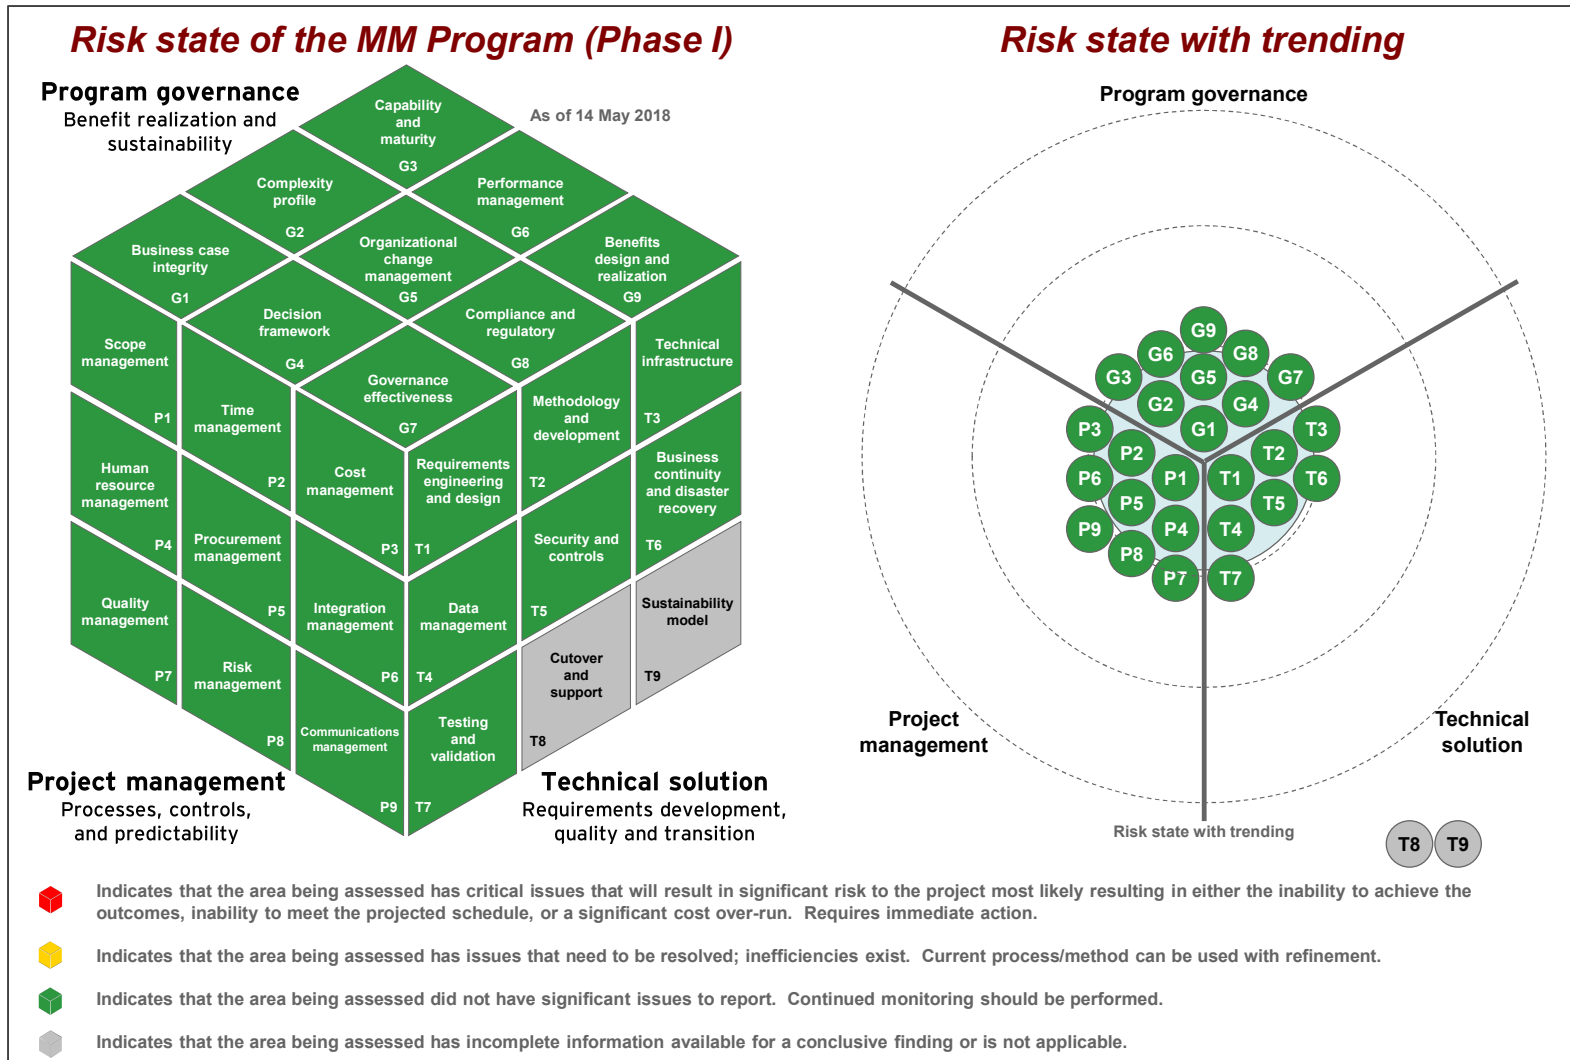 Risk state of the MM Program (Phase I)
Risk state with trending
Program governance
Benefit realization and
sustainability
As of 14 May 2018
Capability
and
maturity
G3
Complexity
profile
G2
Performance
management
G6
Business case
integrity
G1
Organizational
change
management
G5
Benefits
design and
realization
G9
Decision
framework
G4
Compliance and
regulatory
G8
Governance
effectiveness
G7
Scope
management
P1
Time
management
P2
Cost
management
P3
Human
resource
management
P4
Procurement
management
P5
Integration
management
P6
Quality
management
P7
Risk
management
P8
Communications
management
P9
Requirements
engineering
and design
T1
Methodology
and
development
T2
Technical
infrastructure
T3
Data
management
T4
Security and
controls
T5
Business
continuity
and disaster
recovery
T6
Testing
and
validation
T7
Cutover
and
support
T8
Sustainability
model
T9
Project management
Processes, controls,
and predictability
Technical solution
Requirements development,
quality and transition
Program governance
G9
G6
G8
G3
G5
G7
G2
G4
G1
P3
T3
P2
T2
P6
P1
T1
T6
P5
T5
P9
P4
T4
P8
P7
T7
Project
management
Technical
solution
Risk state with trending
T8
T9
Indicates that the area being assessed has critical issues that will result in significant risk to the project most likely resulting in either the inability to achieve the
outcomes, inability to meet the projected schedule, or a significant cost over-run. Requires immediate action.
Indicates that the area being assessed has issues that need to be resolved; inefficiencies exist. Current process/method can be used with refinement.
Indicates that the area being assessed did not have significant issues to report. Continued monitoring should be performed.
Indicates that the area being assessed has incomplete information available for a conclusive finding or is not applicable.